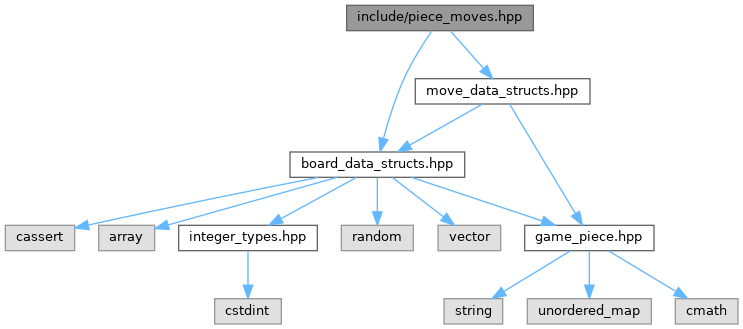 include/piece_moves.hpp
move_data_structs.hpp
board_data_structs.hpp
cassert
array
integer_types.hpp
random
vector
game_piece.hpp
cstdint
string
unordered_map
cmath